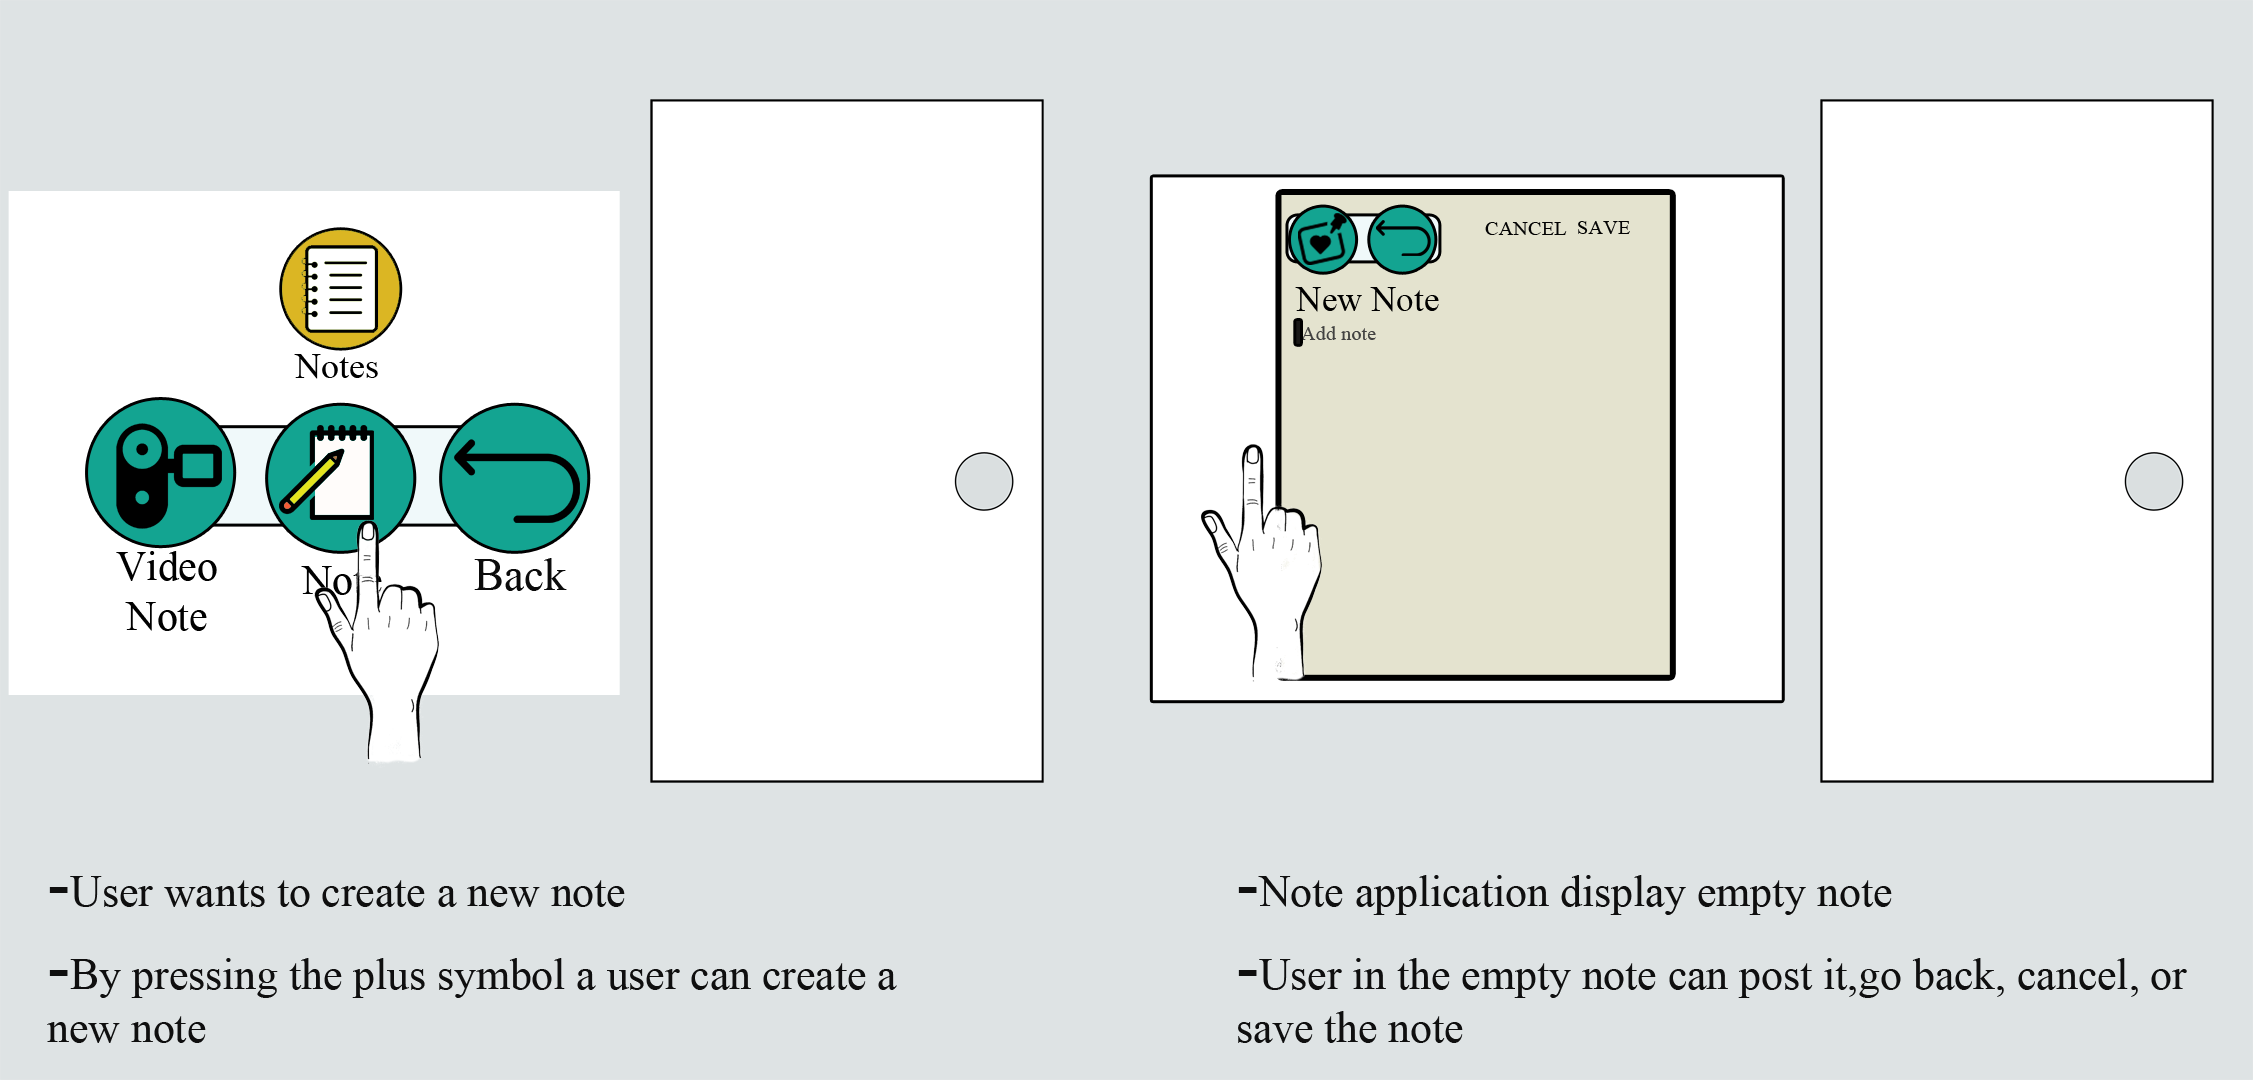 Notes
Video
Note
Back
CANCEL SAVE
New Note
Add note
-User wants to create a new note
-By pressing the plus symbol a user can create a
new note
-Note application display empty note
-User in the empty note can post it,go back, cancel, or
save the note